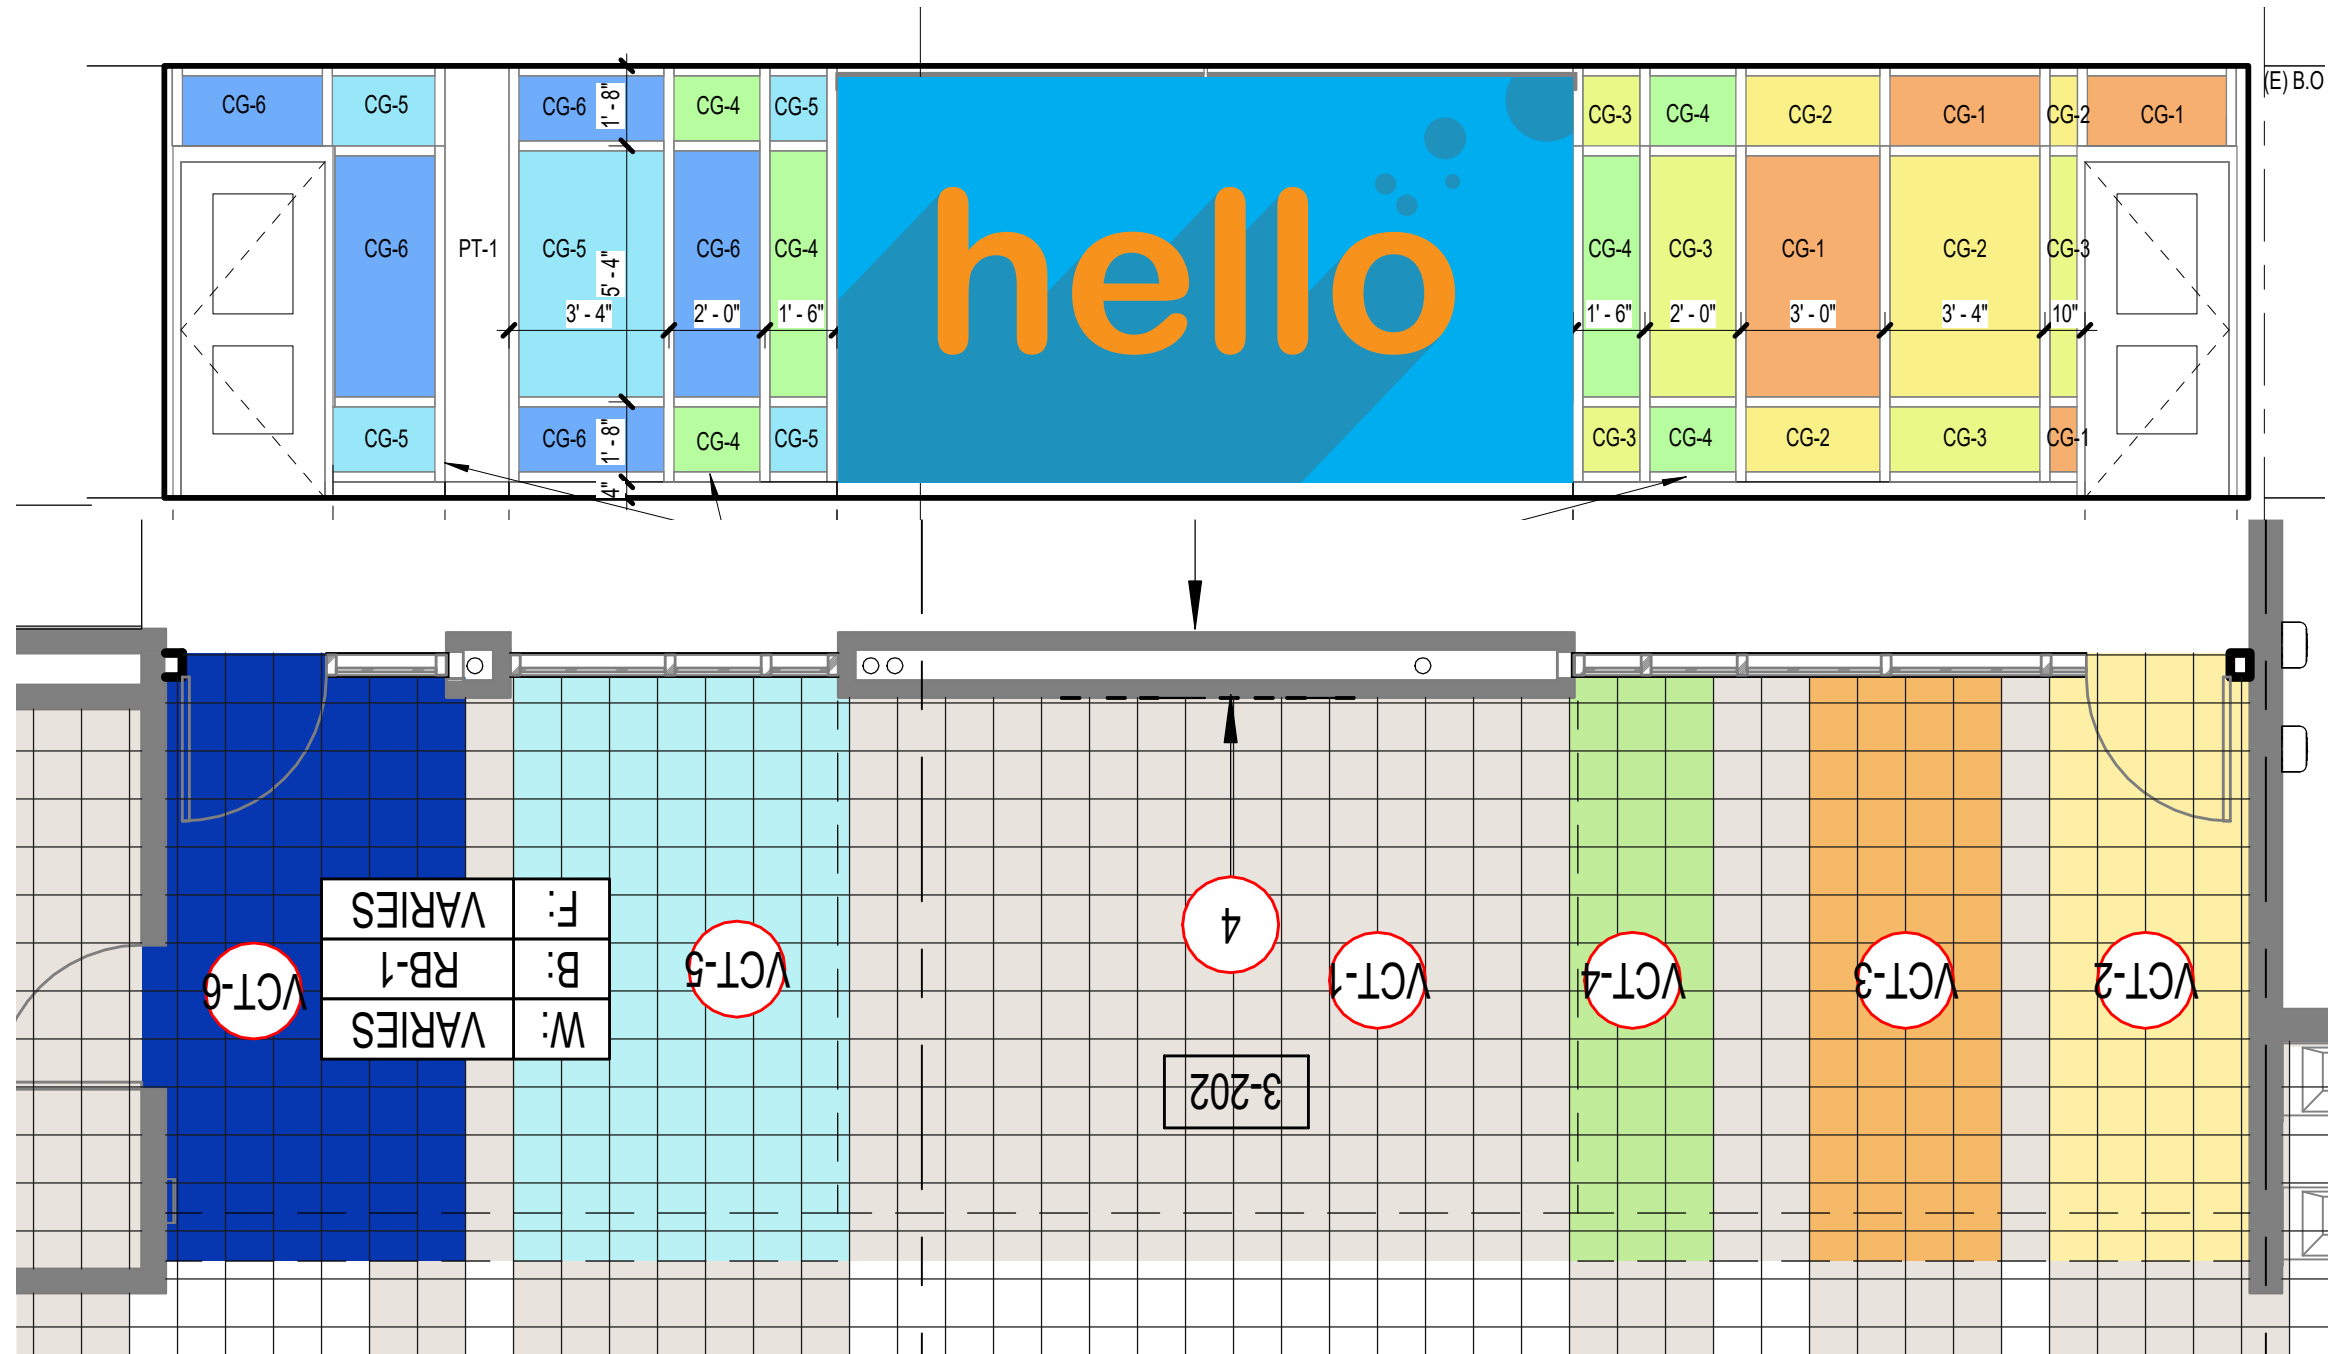 (E) B.O
CG-6 CG-5 CG-6 1' - 8" CG-4 CG-5 CG-3 CG-4 CG-2 CG-1 CG-2 CG-1
CG-6 PT-1 CG-5 5' - 4" CG-6 CG-4 hello CG-4 CG-3 CG-1 CG-2 CG-3
3' - 4" 2' - 0" 1' - 6" 1' - 6" 2' - 0" 3' - 0" 3' - 4" 10"
CG-5 CG-6 1' - 8" CG-4 CG-5 CG-3 CG-4 CG-2 CG-3 CG-1
4"
F: VARIES
B: RB-1
W: VARIES
4
VCT-6 VCT-5 VCT-1 VCT-4 VCT-3 VCT-2
3-202